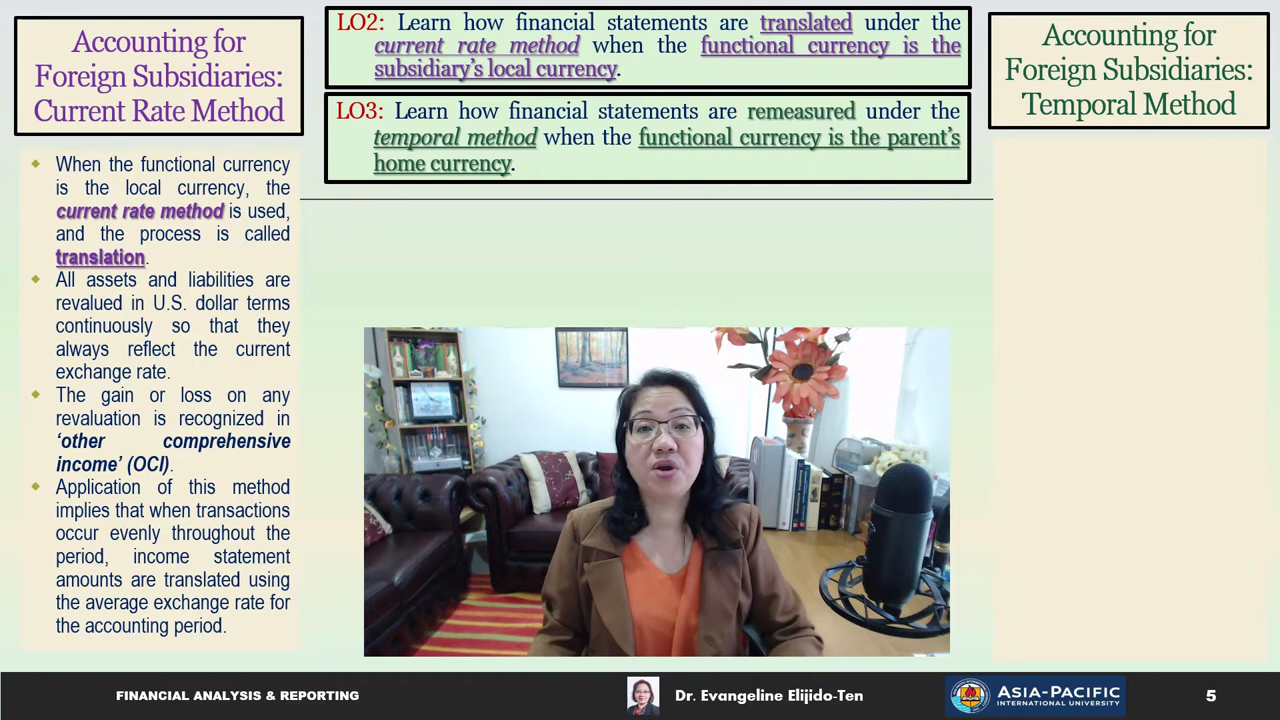 Accounting for
Foreign Subsidiaries:
Current Rate Method
LO2: Learn how financial statements are translated under the
current rate method when the functional currency is the
subsidiary's local currency.
LO3: Learn how financial statements are remeasured under the
temporal method when the functional currency is the parent's
home currency.
Accounting for
Foreign Subsidiaries:
Temporal Method
When the functional currency
is the local currency, the
current rate method is used,
and the process is called
translation.
All assets and liabilities are
revalued in U.S. dollar terms
continuously so that they
always reflect the current
exchange rate.
The gain or loss on any
revaluation is recognized in
'other comprehensive
income' (OCI).
Application of this method
implies that when transactions
occur evenly throughout the
period, income statement
amounts are translated using
the average exchange rate for
the accounting period.
FINANCIAL ANALYSIS & REPORTING
Dr. Evangeline Elijido-Ten
ASIA-PACIFIC
INTERNATIONAL UNIVERSITY
5